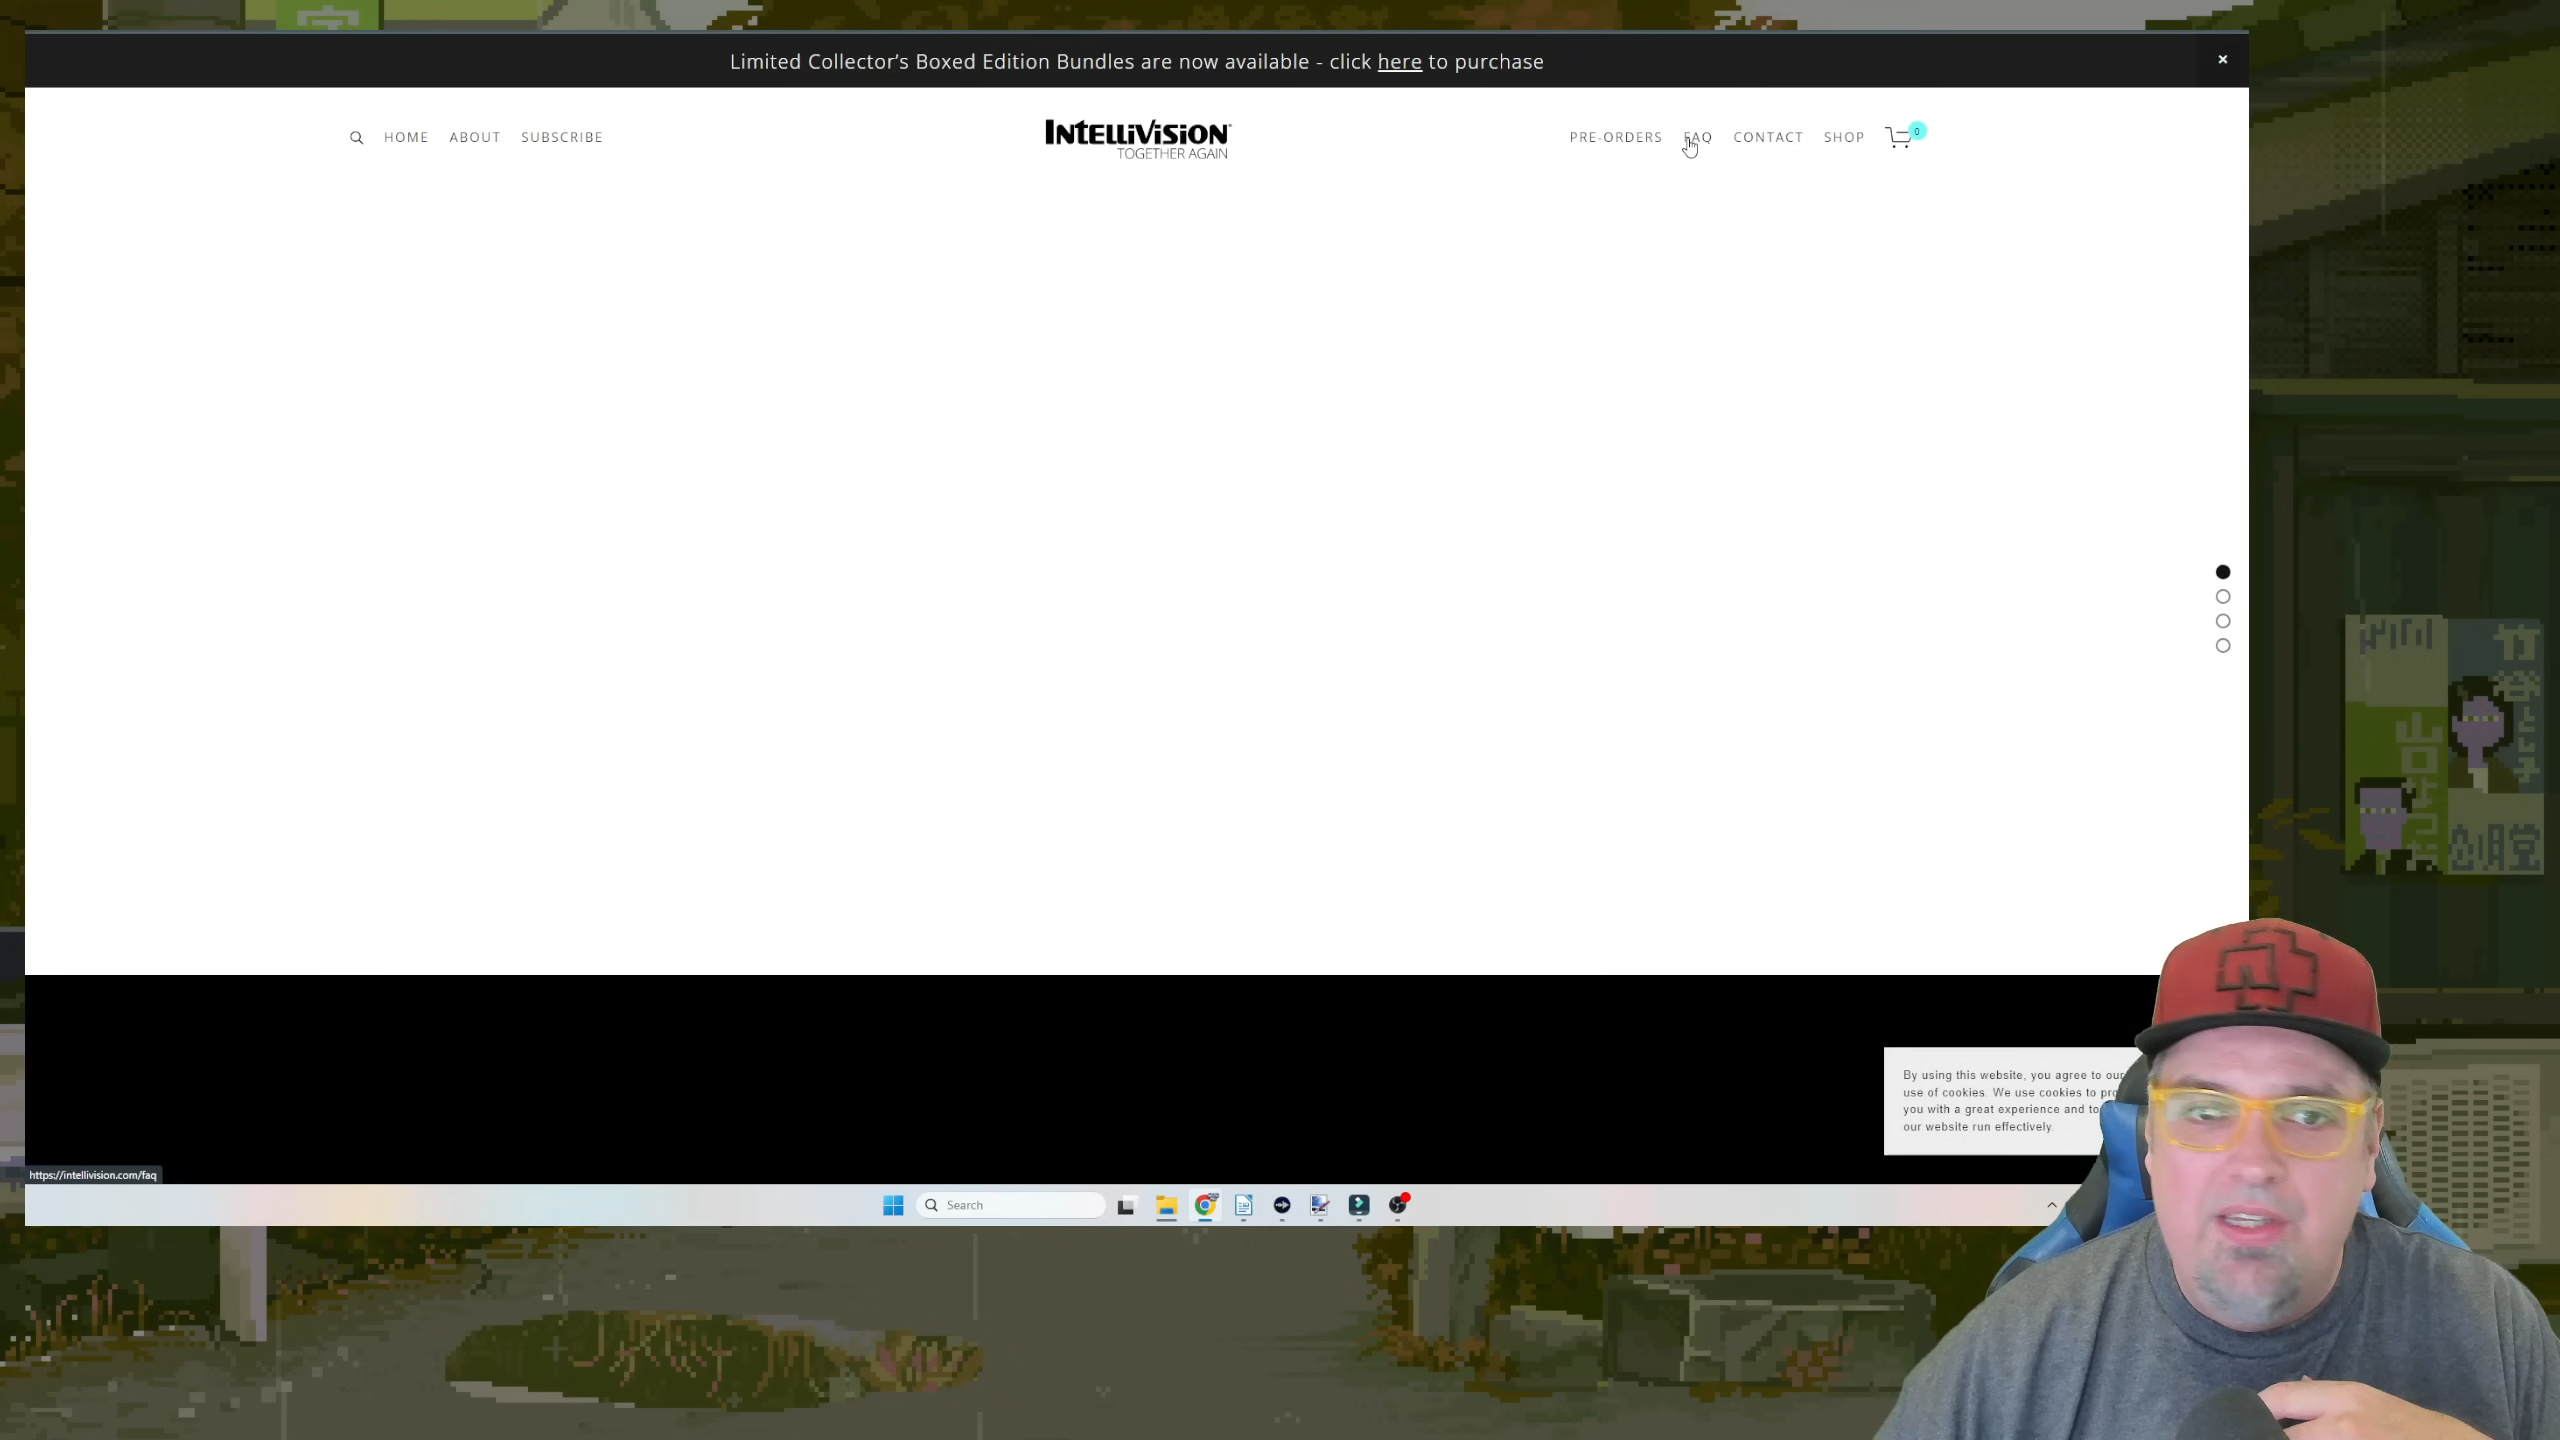 Limited Collector's Boxed Edition Bundles are now available - click here to purchase
HOME ABOUT SUBSCRIBE
INTELLIVISION
TOGETHER AGAIN
PRE-ORDERS FAQ CONTACT SHOP 0
By using this website, you agree to our
use of cookies. We use cookies to
you with a great experience and to
our website run effectively.
https://intellivision.com/faq
Search